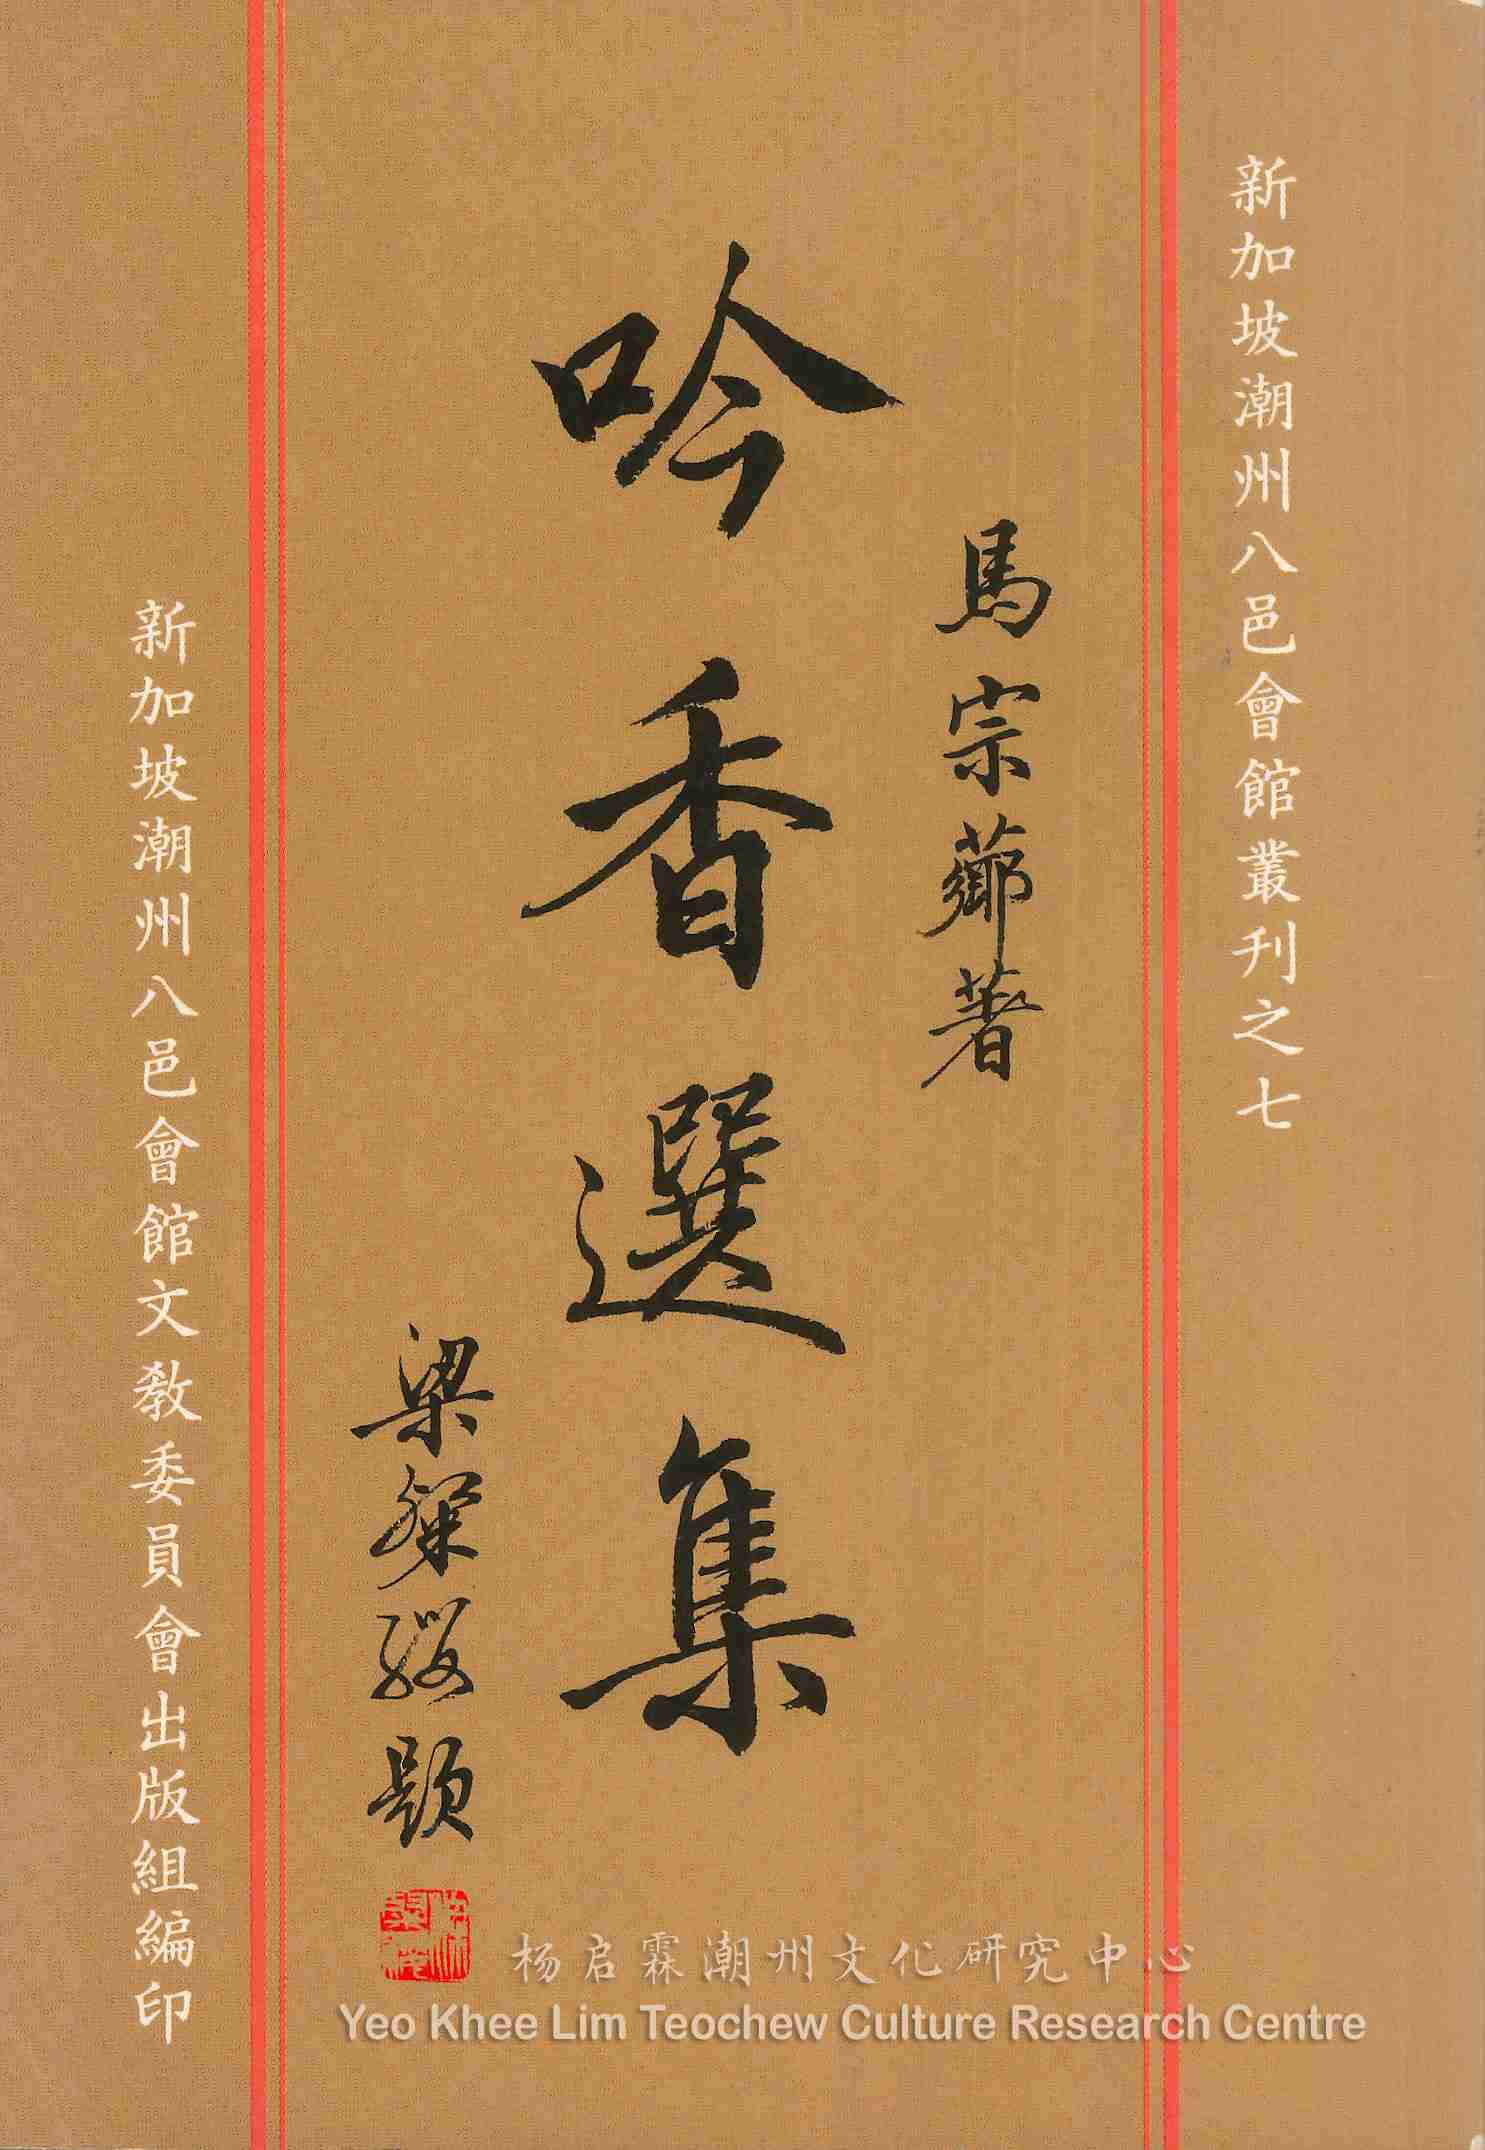 新加坡潮州八邑會館叢刊之七
馬宗薌著
吟香選集
梁粲纓題
新加坡潮州八邑會館文教委員會出版組編印
杨启霖潮州文化研究中心
Yeo Khee Lim Teochew Culture Research Centre